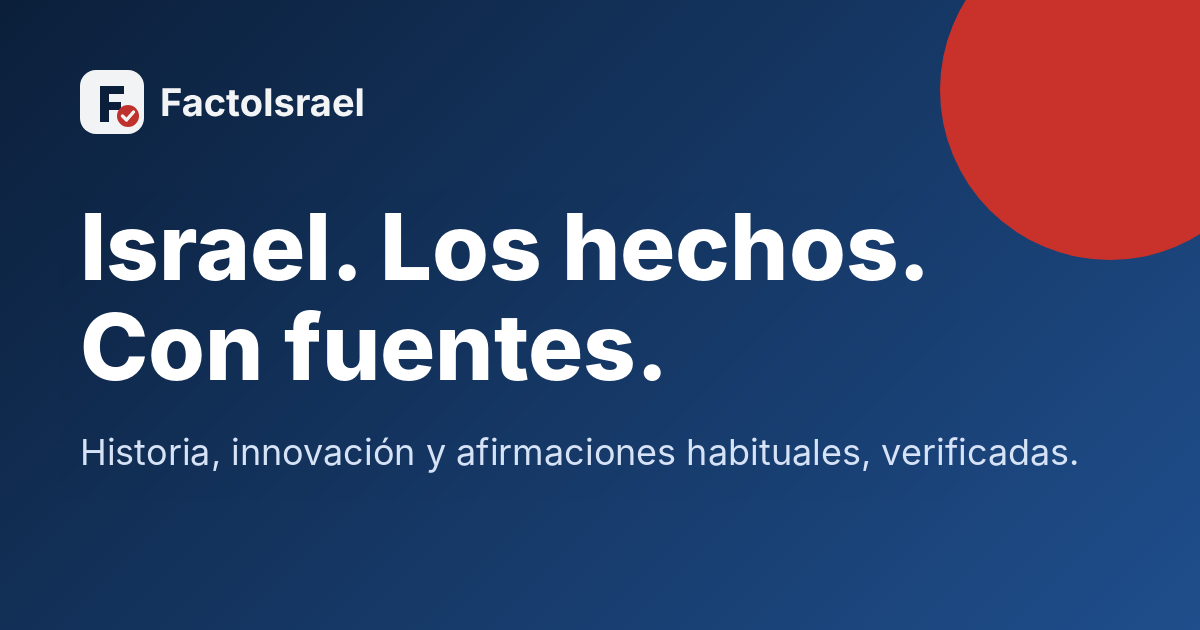 FactoIsrael
Israel. Los hechos.
Con fuentes.
Historia, innovación y afirmaciones habituales, verificadas.